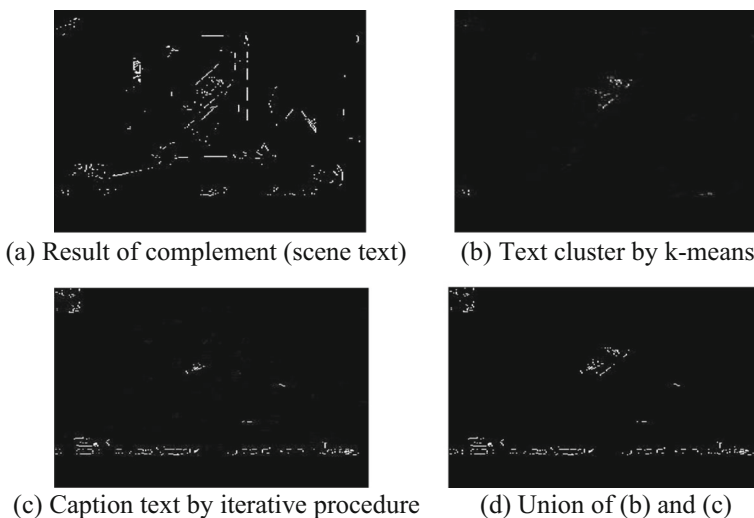 (a) Result of complement (scene text)
(b) Text cluster by k-means
(c) Caption text by iterative procedure
(d) Union of (b) and (c)